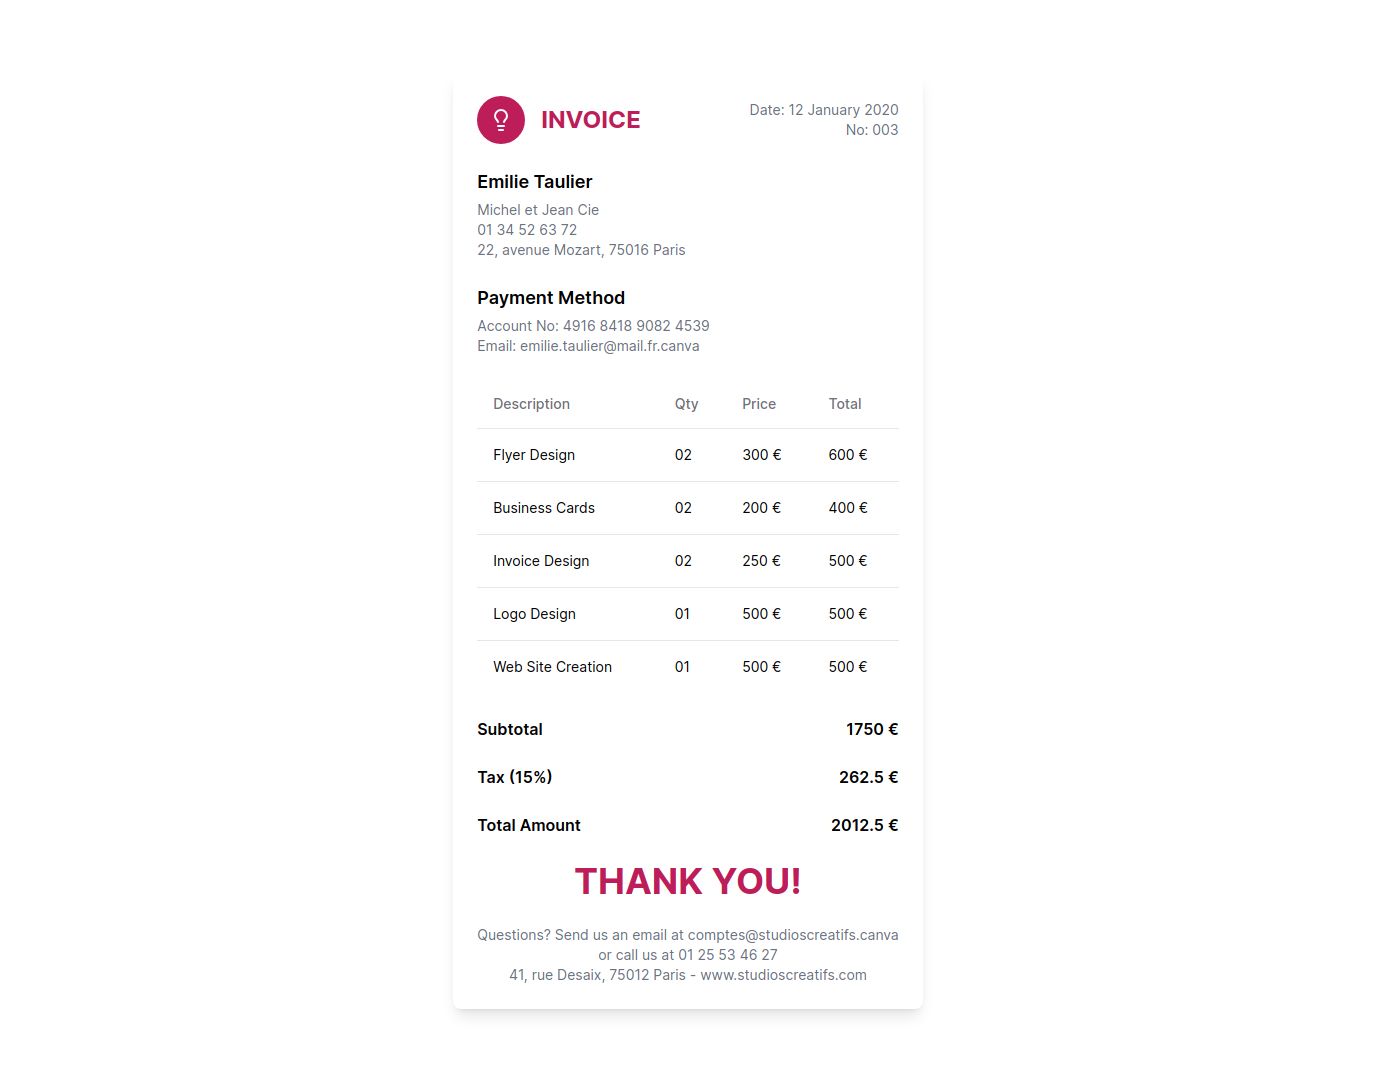 INVOICE
Date: 12 January 2020
No: 003
Emilie Taulier
Michel et Jean Cie
01 34 52 63 72
22, avenue Mozart, 75016 Paris
Payment Method
Account No: 4916 8418 9082 4539
Email: emilie.taulier@mail.fr.canva
Description Qty Price Total
Flyer Design 02 300 € 600 €
Business Cards 02 200 € 400 €
Invoice Design 02 250 € 500 €
Logo Design 01 500 € 500 €
Web Site Creation 01 500 € 500 €
Subtotal 1750 €
Tax (15%) 262.5 €
Total Amount 2012.5 €
THANK YOU!
Questions? Send us an email at comptes@studioscreatifs.canva
or call us at 01 25 53 46 27
41, rue Desaix, 75012 Paris - www.studioscreatifs.com